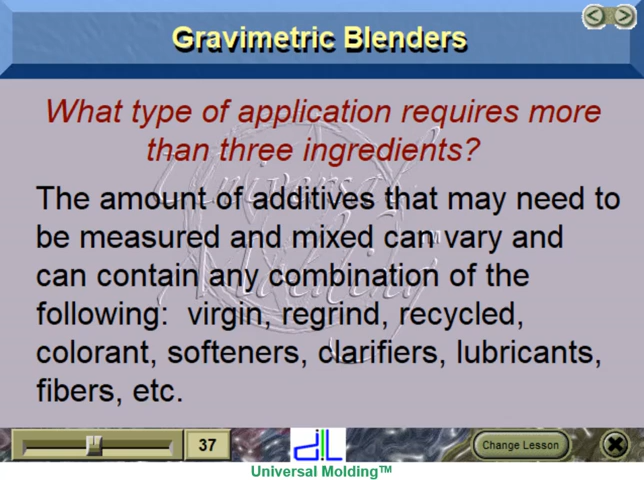 Gravimetric Blenders
What type of application requires more
than three ingredients?
The amount of additives that may need to
be measured and mixed can vary and
can contain any combination of the
following:  virgin, regrind, recycled,
colorant, softeners, clarifiers, lubricants,
fibers, etc.
37
Change Lesson
Universal Molding™